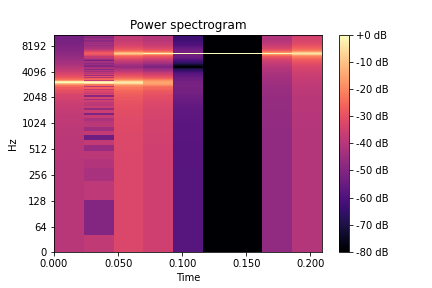 Power spectrogram
8192
4096
2048
1024
512
256
128
64
0
Hz
0.000 0.050 0.100 0.150 0.200
Time
+0 dB
-10 dB
-20 dB
-30 dB
-40 dB
-50 dB
-60 dB
-70 dB
-80 dB